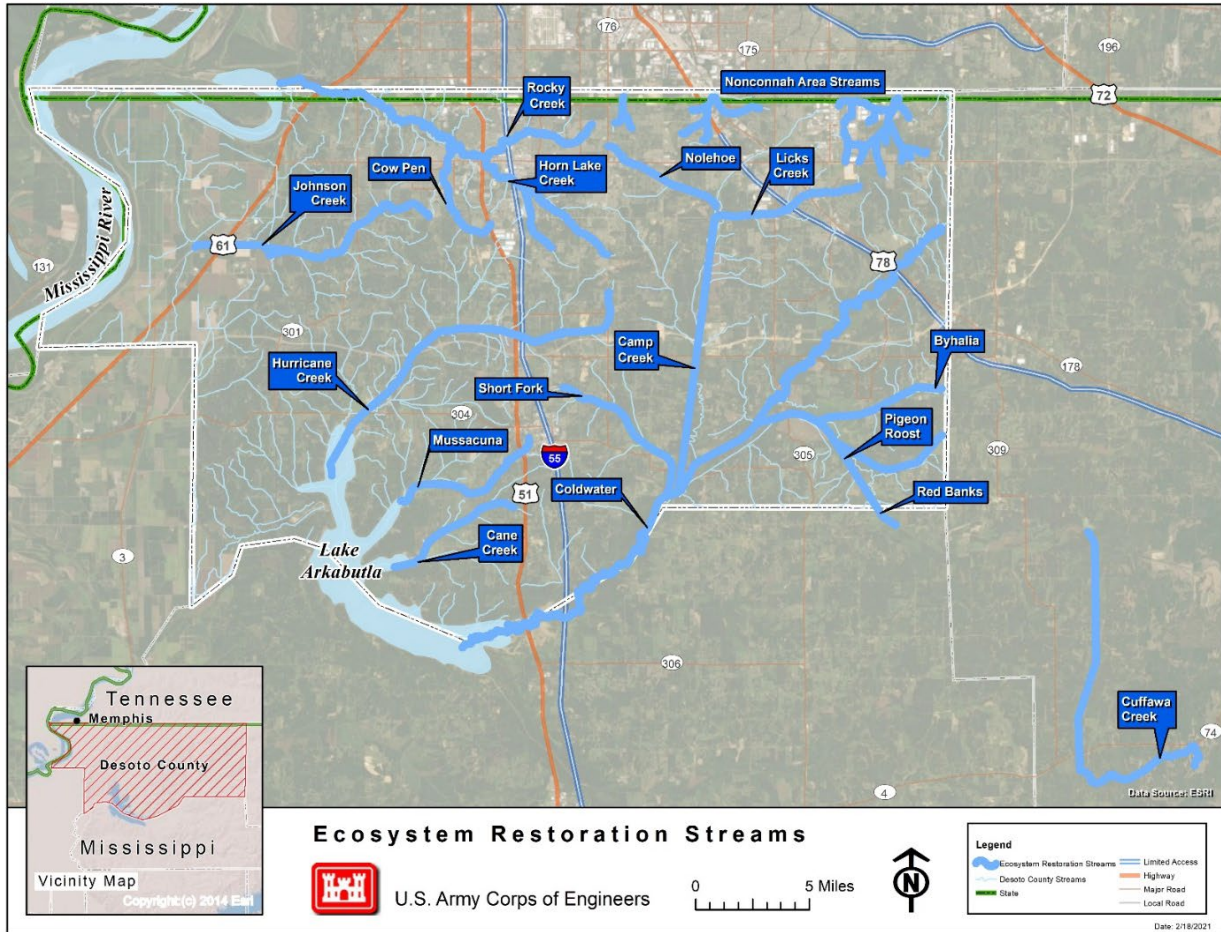 176
175
196
Nonconnah Area Streams
72
Rocky
Creek
Cow Pen
Horn Lake
Creek
Nolehoe
Licks
Creek
Johnson
Creek
61
Mississippi River
131
78
301
Hurricane
Creek
Camp
Creek
Byhalia
178
Short Fork
304
Mussacuna
55
Pigeon
Roost
305
309
51
Coldwater
Red Banks
Lake
Arkabutla
Cane
Creek
3
306
Cuffawa
Creek
74
4
Data Source: ESRI
Tennessee
Memphis
Desoto County
Mississippi
Vicinity Map
Copyright:(c) 2014 Esri
Ecosystem Restoration Streams
U.S. Army Corps of Engineers
0 5 Miles
N
Legend
Ecosystem Restoration Streams
Desoto County Streams
State
Limited Access
Highway
Major Road
Local Road
Date: 2/18/2021